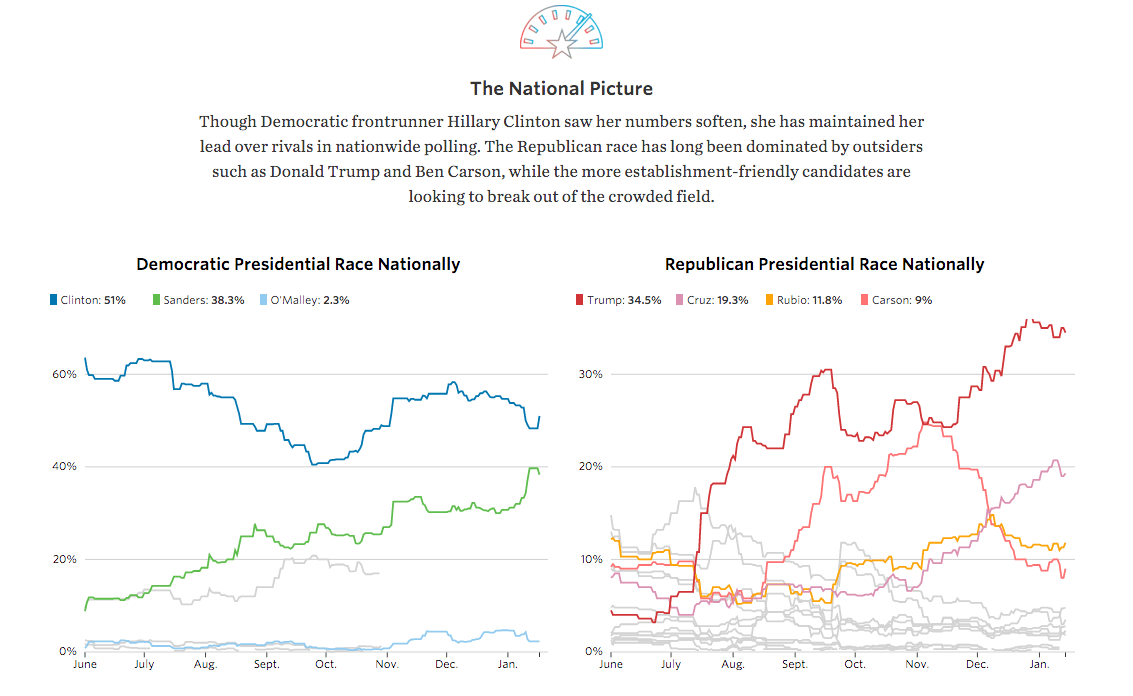 The National Picture
Though Democratic frontrunner Hillary Clinton saw her numbers soften, she has maintained her
lead over rivals in nationwide polling. The Republican race has long been dominated by outsiders
such as Donald Trump and Ben Carson, while the more establishment-friendly candidates are
looking to break out of the crowded field.
Democratic Presidential Race Nationally
Clinton: 51% Sanders: 38.3% O'Malley: 2.3%
60%
40%
20%
0%
June July Aug. Sept. Oct. Nov. Dec. Jan.
Republican Presidential Race Nationally
Trump: 34.5% Cruz: 19.3% Rubio: 11.8% Carson: 9%
30%
20%
10%
0%
June July Aug. Sept. Oct. Nov. Dec. Jan.